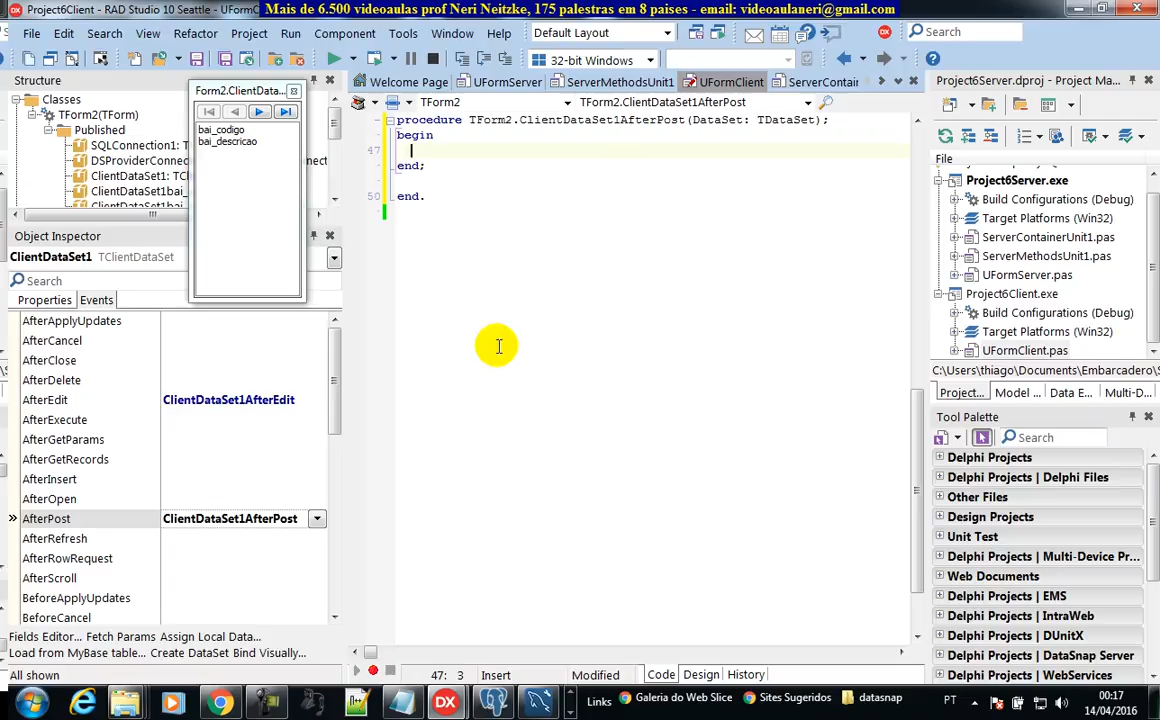 Project6Client - RAD Studio 10 Seattle - UFormC
Mais de 6.500 videoaulas prof Neri Neitzke, 175 palestras em 8 paises - email: videoaulaneri@gmail.com
File Edit Search View Refactor Project Run Component Tools Window Help
Default Layout
Search
32-bit Windows
Structure
Classes
TForm2(TForm)
Published
SQLConnection1: T
DSProviderConnec
ClientDataSet1: TCl
ClientDataSet1bai_
Form2.ClientData...
bai_codigo
bai_descricao
Object Inspector
ClientDataSet1 TClientDataSet
Search
Properties Events
AfterApplyUpdates
AfterCancel
AfterClose
AfterDelete
AfterEdit ClientDataSet1AfterEdit
AfterExecute
AfterGetParams
AfterGetRecords
AfterInsert
AfterOpen
AfterPost ClientDataSet1AfterPost
AfterRefresh
AfterRowRequest
AfterScroll
BeforeApplyUpdates
BeforeCancel
Fields Editor... Fetch Params Assign Local Data...
Load from MyBase table... Create DataSet Bind Visually...
All shown
Welcome Page UFormServer ServerMethodsUnit1 UFormClient ServerContair
TForm2 TForm2.ClientDataSet1AfterPost
procedure TForm2.ClientDataSet1AfterPost(DataSet: TDataSet);
begin
47
end;
50 end.
47: 3 Insert Modified Code Design History
Project6Server.dproj - Project Ma...
File
Project6Server.exe
Build Configurations (Debug)
Target Platforms (Win32)
ServerContainerUnit1.pas
ServerMethodsUnit1.pas
UFormServer.pas
Project6Client.exe
Build Configurations (Debug)
Target Platforms (Win32)
UFormClient.pas
C:\Users\thiago\Documents\Embarcadero\S
Project... Model ... Data E... Multi-D...
Tool Palette
Search
Delphi Projects
Delphi Projects | Delphi Files
Other Files
Design Projects
Unit Test
Delphi Projects | Multi-Device Pr...
Web Documents
Delphi Projects | EMS
Delphi Projects | IntraWeb
Delphi Projects | DUnitX
Delphi Projects | DataSnap Server
Delphi Projects | WebServices
Links Galeria do Web Slice Sites Sugeridos datasnap PT
00:17
14/04/2016